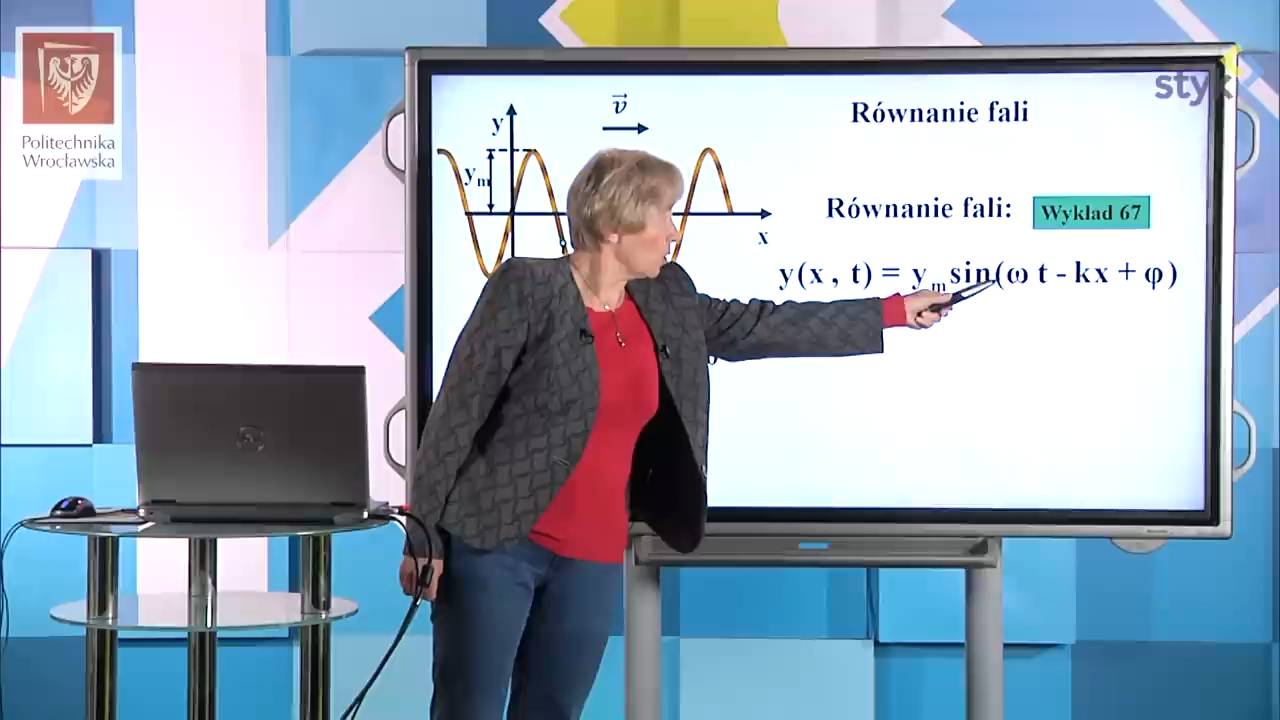 Politechnika
Wrocławska
styk
Równanie fali
v
y
y m
x
Równanie fali:
Wykład 67
y(x , t) = y m sin(ω t - kx + φ)